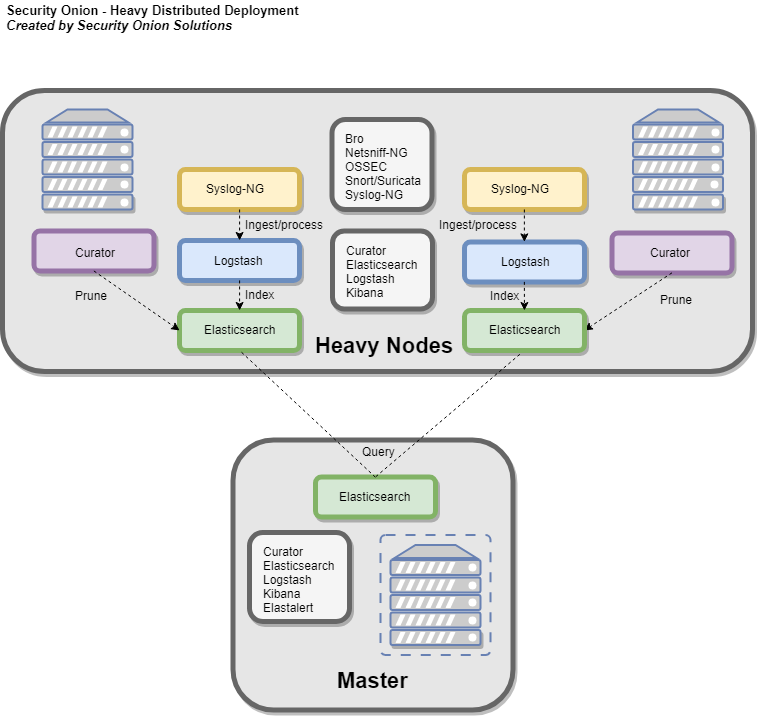 Security Onion - Heavy Distributed Deployment
Created by Security Onion Solutions
Bro
Netsniff-NG
OSSEC
Snort/Suricata
Syslog-NG
Syslog-NG
Syslog-NG
Ingest/process
Ingest/process
Curator
Logstash
Curator
Elasticsearch
Logstash
Kibana
Logstash
Curator
Prune
Index
Index
Prune
Elasticsearch
Elasticsearch
Heavy Nodes
Query
Elasticsearch
Curator
Elasticsearch
Logstash
Kibana
Elastalert
Master